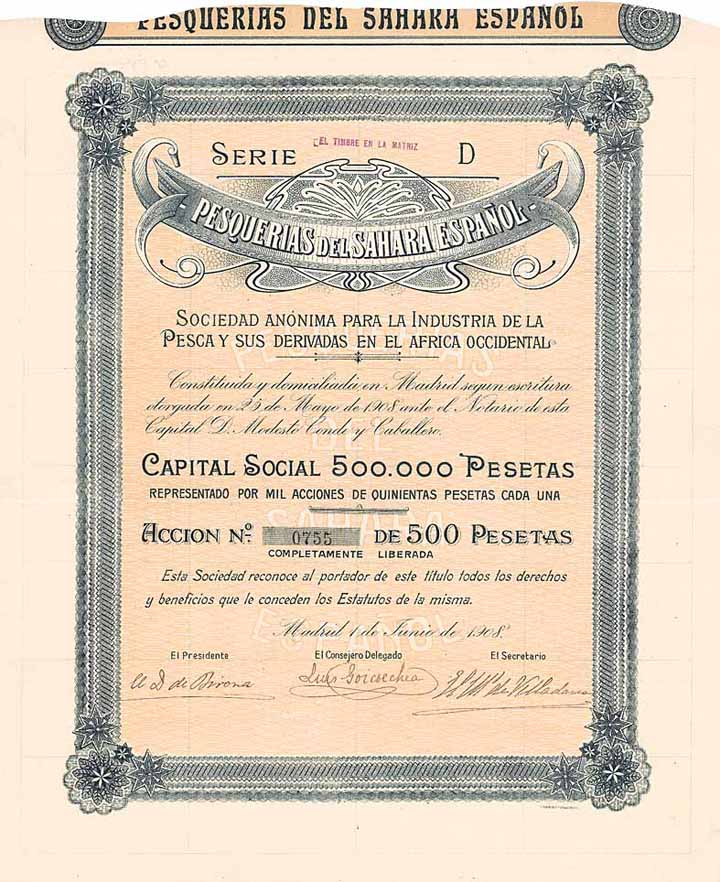 PESQUERIAS DEL SAHARA ESPAÑOL
EL TIMBRE EN LA MATRIZ
SERIE D
PESQUERIAS DEL SAHARA ESPAÑOL
SOCIEDAD ANÓNIMA PARA LA INDUSTRIA DE LA
PESCA Y SUS DERIVADAS EN EL AFRICA OCCIDENTAL
Constituida y domiciliada en Madrid segun escritura
otorgada en 25 de Mayo de 1908 ante el Notario de esta
Capital D. Modesto Conde y Caballero.
CAPITAL SOCIAL 500.000 PESETAS
REPRESENTADO POR MIL ACCIONES DE QUINIENTAS PESETAS CADA UNA
ACCION Nº 0755 DE 500 PESETAS
COMPLETAMENTE LIBERADA
Esta Sociedad reconoce al portador de este título todos los derechos
y beneficios que le conceden los Estatutos de la misma.
Madrid 1 de Junio de 1908
El Presidente El Consejero Delegado El Secretario
PESQUERIAS
DEL
SAHARA
ESPAÑOL